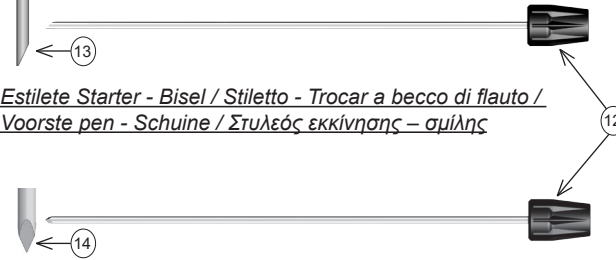 13
Estilete Starter - Bisel / Stiletto - Trocar a becco di flauto /
Voorste pen - Schuine / Στυλεός εκκίνησης – σμίλης
12
14